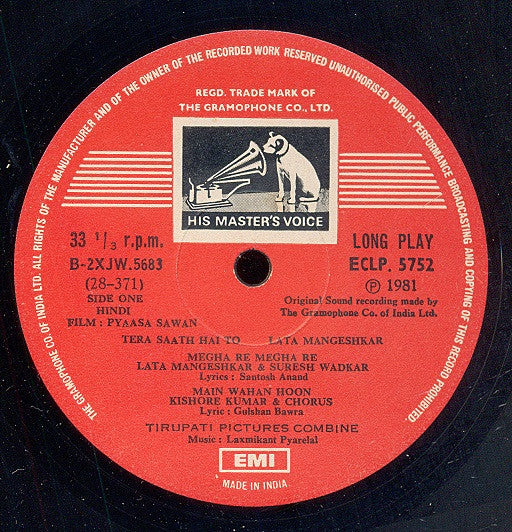 THE GRAMOPHONE CO. OF INDIA LTD. ALL RIGHTS OF THE MANUFACTURER AND OF THE OWNER OF THE RECORDED WORK RESERVED UNAUTHORISED PUBLIC PERFORMANCE BROADCASTING AND COPYING OF THIS RECORD PROHIBITED
REGD. TRADE MARK OF
THE GRAMOPHONE CO., LTD.
HIS MASTER'S VOICE
33 1/3 r.p.m.
B-2XJW.5683
(28-371)
SIDE ONE
HINDI
FILM : PYAASA SAWAN
LONG PLAY
ECLP. 5752
℗ 1981
Original Sound recording made by
The Gramophone Co. of India Ltd.
TERA SAATH HAI TO LATA MANGESHKAR
MEGHA RE MEGHA RE
LATA MANGESHKAR & SURESH WADKAR
Lyrics : Santosh Anand
MAIN WAHAN HOON
KISHORE KUMAR & CHORUS
Lyric : Gulshan Bawra
TIRUPATI PICTURES COMBINE
Music : Laxmikant Pyarelal
EMI
MADE IN INDIA